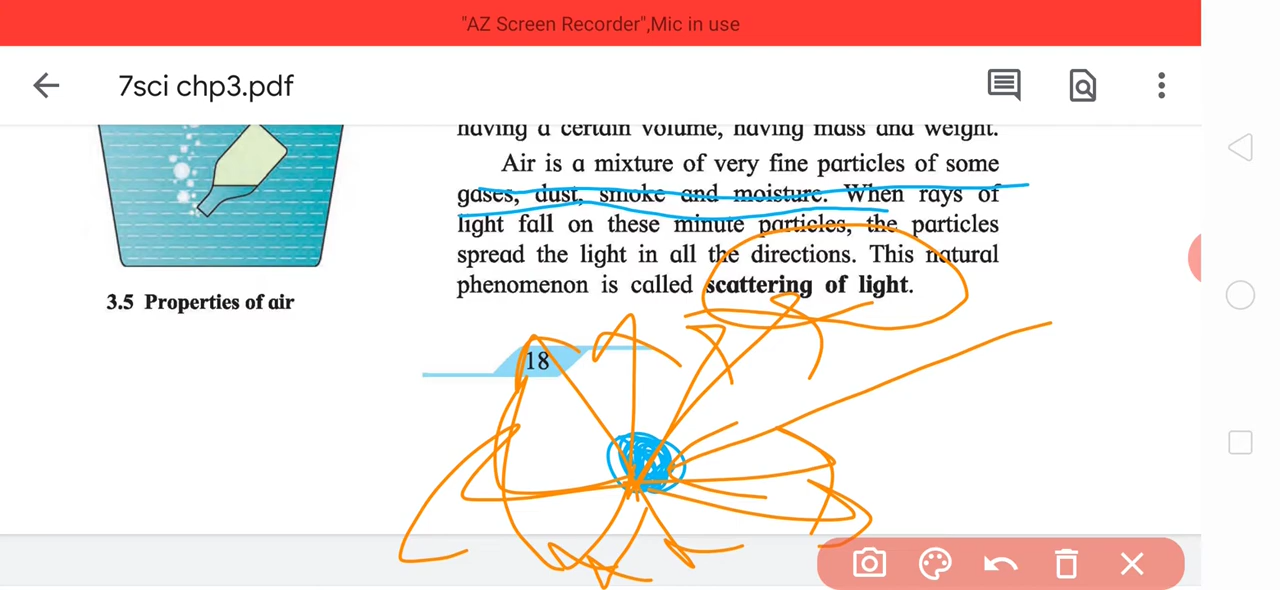 "AZ Screen Recorder",Mic in use
7sci chp3.pdf
having a certain volume, having mass and weight.
Air is a mixture of very fine particles of some
gases, dust, smoke and moisture. When rays of
light fall on these minute particles, the particles
spread the light in all the directions. This natural
phenomenon is called scattering of light.
3.5 Properties of air
18